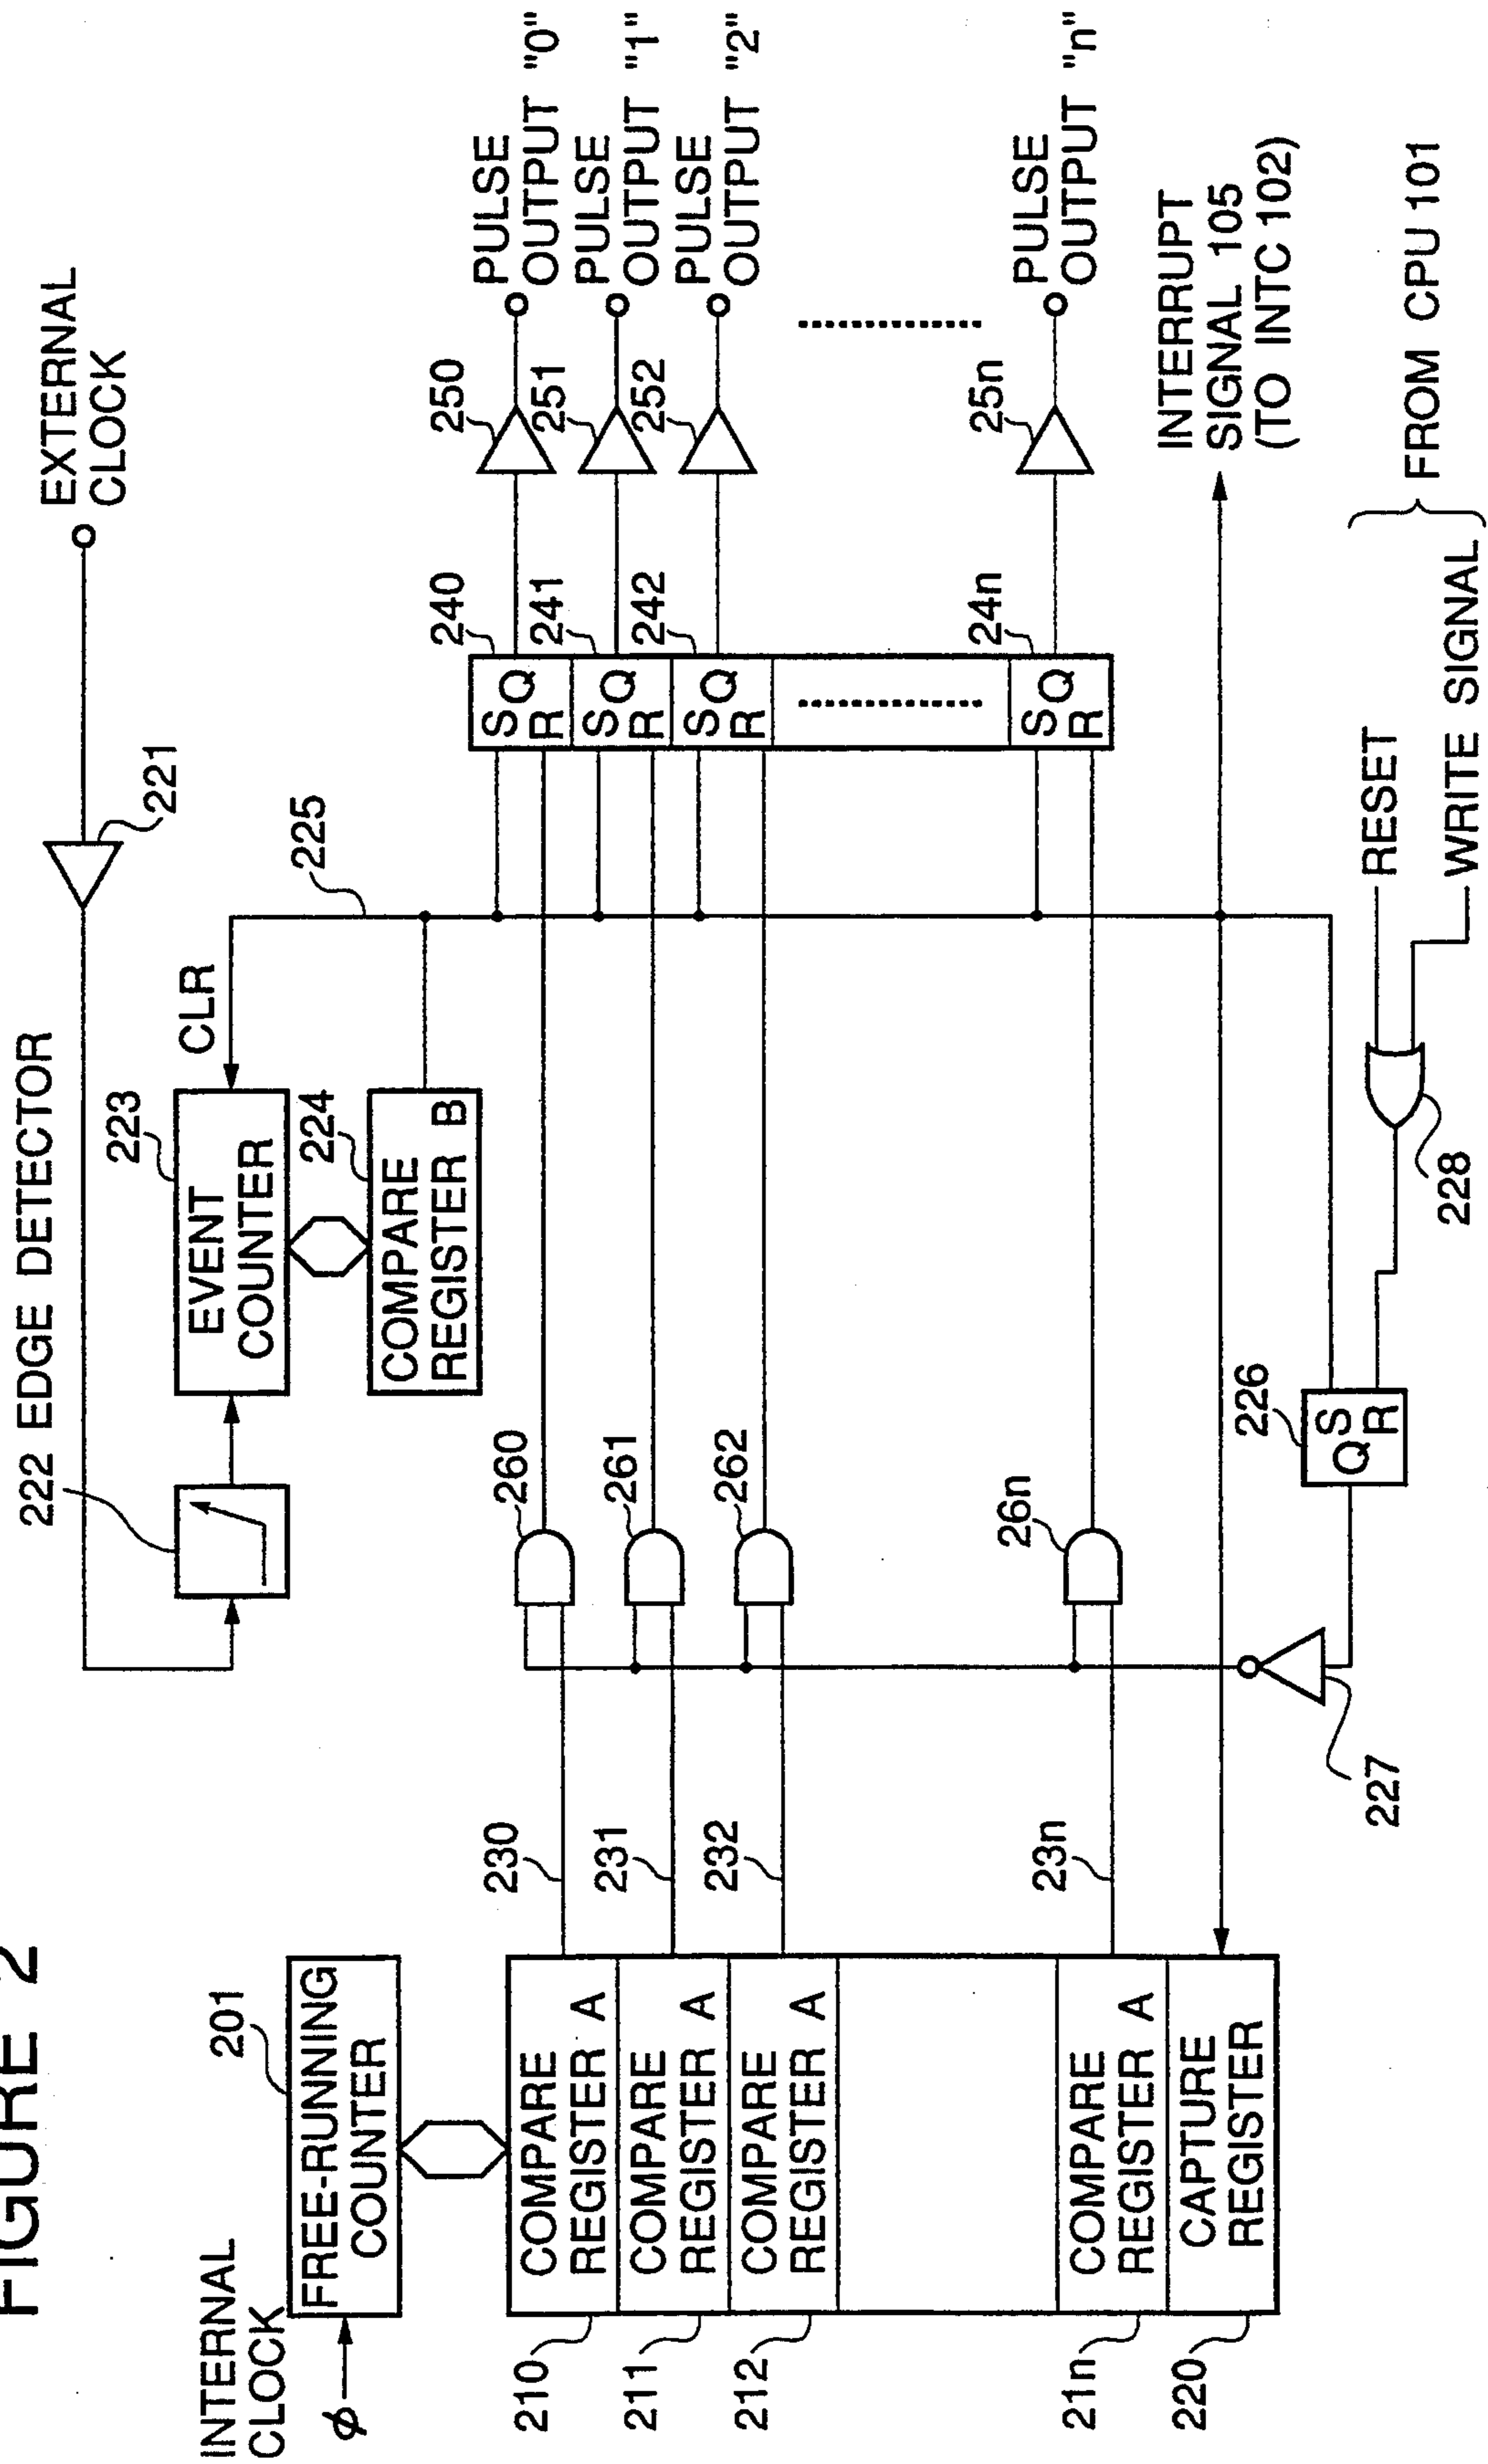 FIGURE 2
INTERNAL
CLOCK
φ
201
FREE-RUNNING
COUNTER
210
COMPARE
REGISTER A
211
COMPARE
REGISTER A
212
COMPARE
REGISTER A
21n
COMPARE
REGISTER A
220
CAPTURE
REGISTER
230
231
232
23n
227
222 EDGE DETECTOR
260
261
262
26n
226
S
Q
R
223
EVENT
COUNTER
224
COMPARE
REGISTER B
CLR
225
228
221
EXTERNAL
CLOCK
240
S
Q
R
241
S
Q
R
242
S
Q
R
24n
S
Q
R
250
251
252
25n
PULSE
OUTPUT "0"
PULSE
OUTPUT "1"
PULSE
OUTPUT "2"
PULSE
OUTPUT "n"
INTERRUPT
SIGNAL 105
(TO INTC 102)
RESET
WRITE SIGNAL
FROM CPU 101